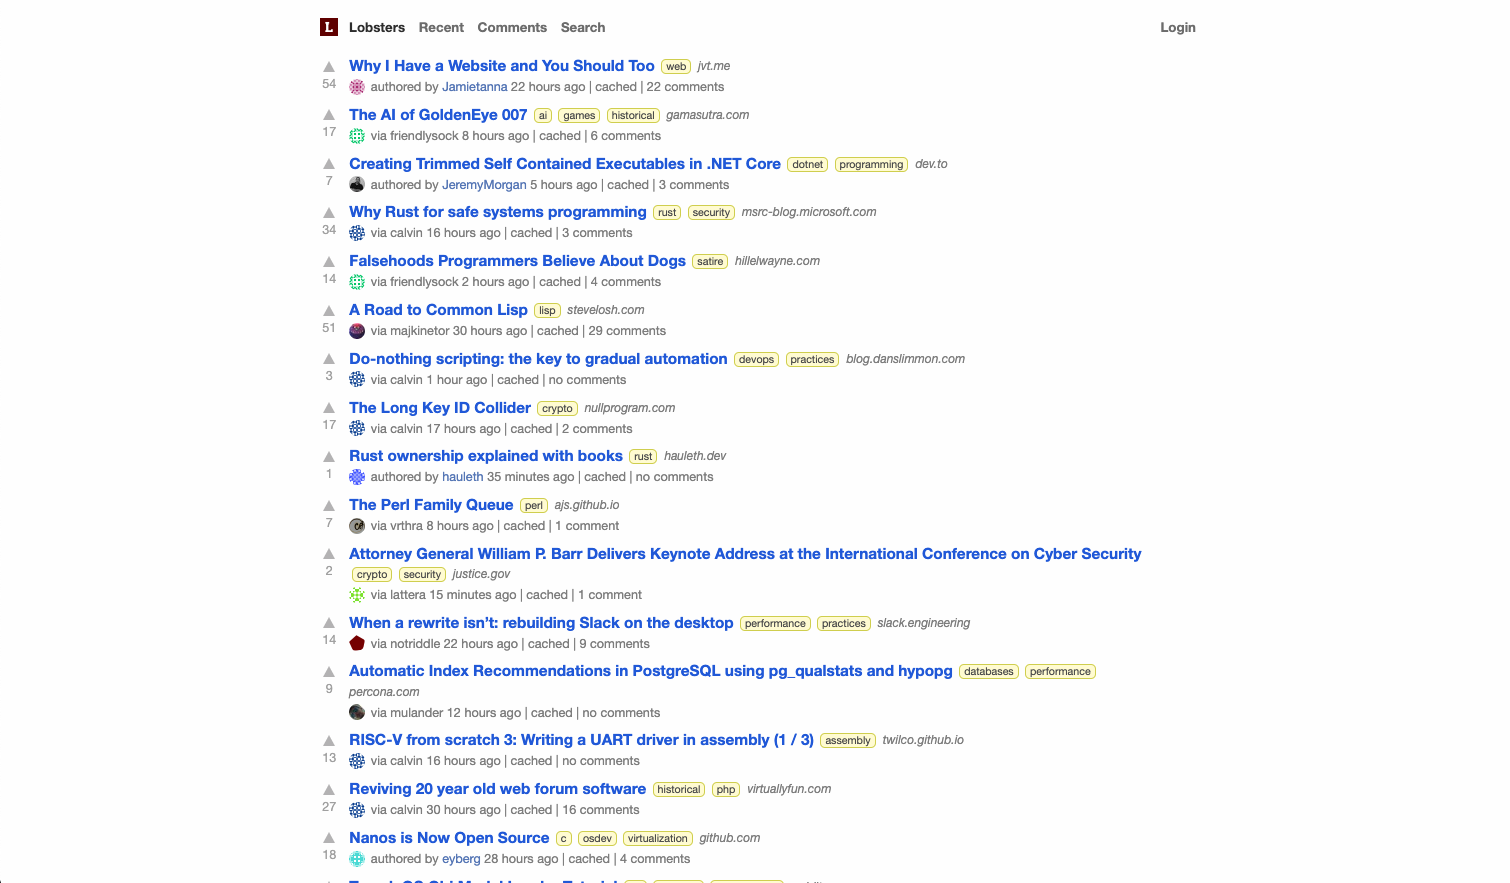 L Lobsters Recent Comments Search Login
Why I Have a Website and You Should Too web jvt.me
54 authored by Jamietanna 22 hours ago | cached | 22 comments
The AI of GoldenEye 007 ai games historical gamasutra.com
17 via friendlysock 8 hours ago | cached | 6 comments
Creating Trimmed Self Contained Executables in .NET Core dotnet programming dev.to
7 authored by JeremyMorgan 5 hours ago | cached | 3 comments
Why Rust for safe systems programming rust security msrc-blog.microsoft.com
34 via calvin 16 hours ago | cached | 3 comments
Falsehoods Programmers Believe About Dogs satire hillelwayne.com
14 via friendlysock 2 hours ago | cached | 4 comments
A Road to Common Lisp lisp stevelosh.com
51 via majkinetor 30 hours ago | cached | 29 comments
Do-nothing scripting: the key to gradual automation devops practices blog.danslimmon.com
3 via calvin 1 hour ago | cached | no comments
The Long Key ID Collider crypto nullprogram.com
17 via calvin 17 hours ago | cached | 2 comments
Rust ownership explained with books rust hauleth.dev
1 authored by hauleth 35 minutes ago | cached | no comments
The Perl Family Queue perl ajs.github.io
7 via vrthra 8 hours ago | cached | 1 comment
Attorney General William P. Barr Delivers Keynote Address at the International Conference on Cyber Security
2 crypto security justice.gov
via lattera 15 minutes ago | cached | 1 comment
When a rewrite isn't: rebuilding Slack on the desktop performance practices slack.engineering
14 via notriddle 22 hours ago | cached | 9 comments
Automatic Index Recommendations in PostgreSQL using pg_qualstats and hypopg databases performance
9 percona.com
via mulander 12 hours ago | cached | no comments
RISC-V from scratch 3: Writing a UART driver in assembly (1 / 3) assembly twilco.github.io
13 via calvin 16 hours ago | cached | no comments
Reviving 20 year old web forum software historical php virtuallyfun.com
27 via calvin 30 hours ago | cached | 16 comments
Nanos is Now Open Source c osdev virtualization github.com
18 authored by eyberg 28 hours ago | cached | 4 comments